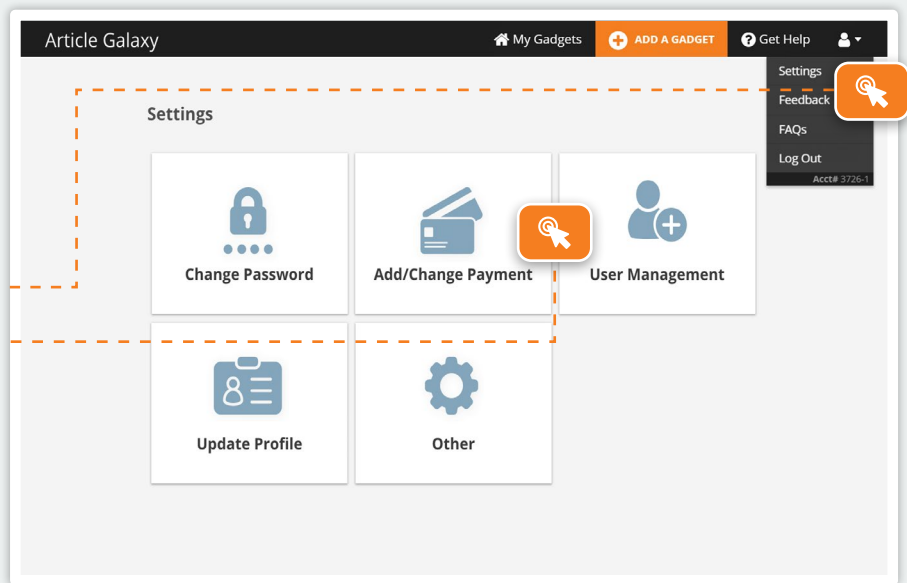 Article Galaxy
My Gadgets
ADD A GADGET
Get Help
Settings
Feedback
FAQs
Log Out
Acct# 3726-1
Settings
Change Password
Add/Change Payment
User Management
Update Profile
Other